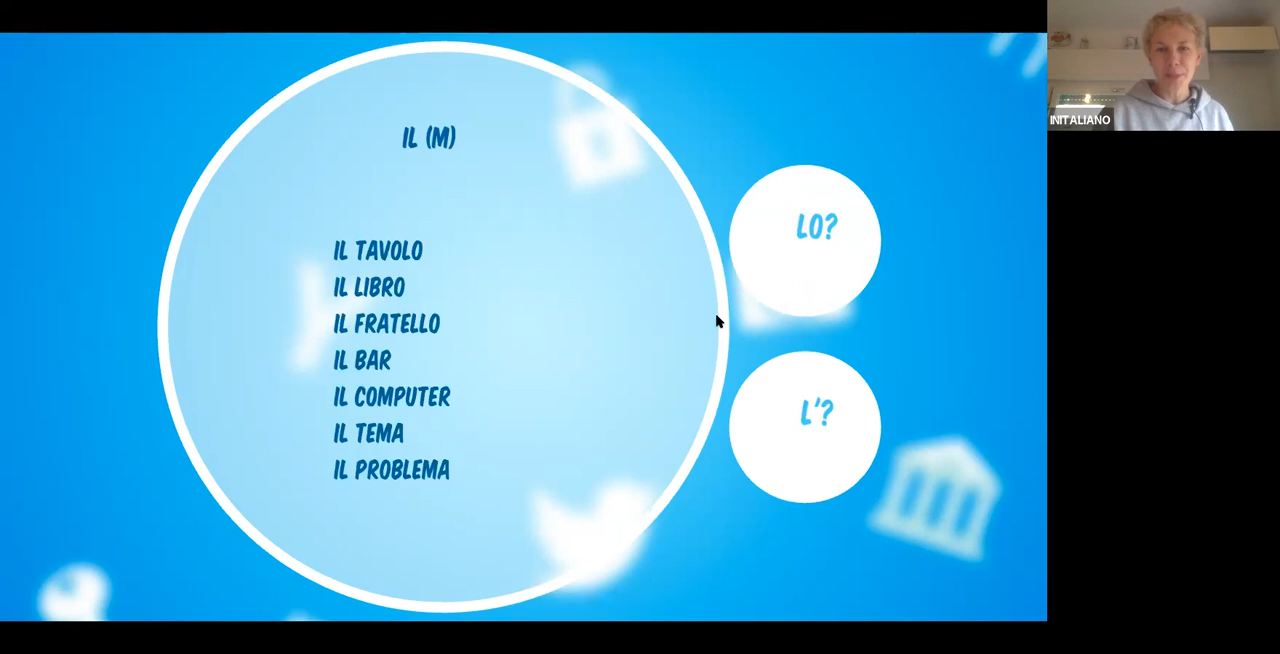 IL (M)
IL TAVOLO
IL LIBRO
IL FRATELLO
IL BAR
IL COMPUTER
IL TEMA
IL PROBLEMA
LO?
L'?
INITALIANO